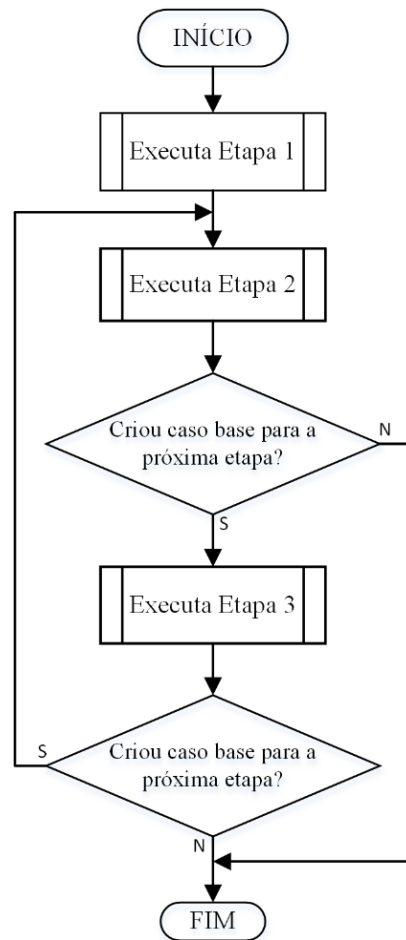 INÍCIO
Executa Etapa 1
Executa Etapa 2
Criou caso base para a
próxima etapa?
N
S
Executa Etapa 3
S
Criou caso base para a
próxima etapa?
N
FIM